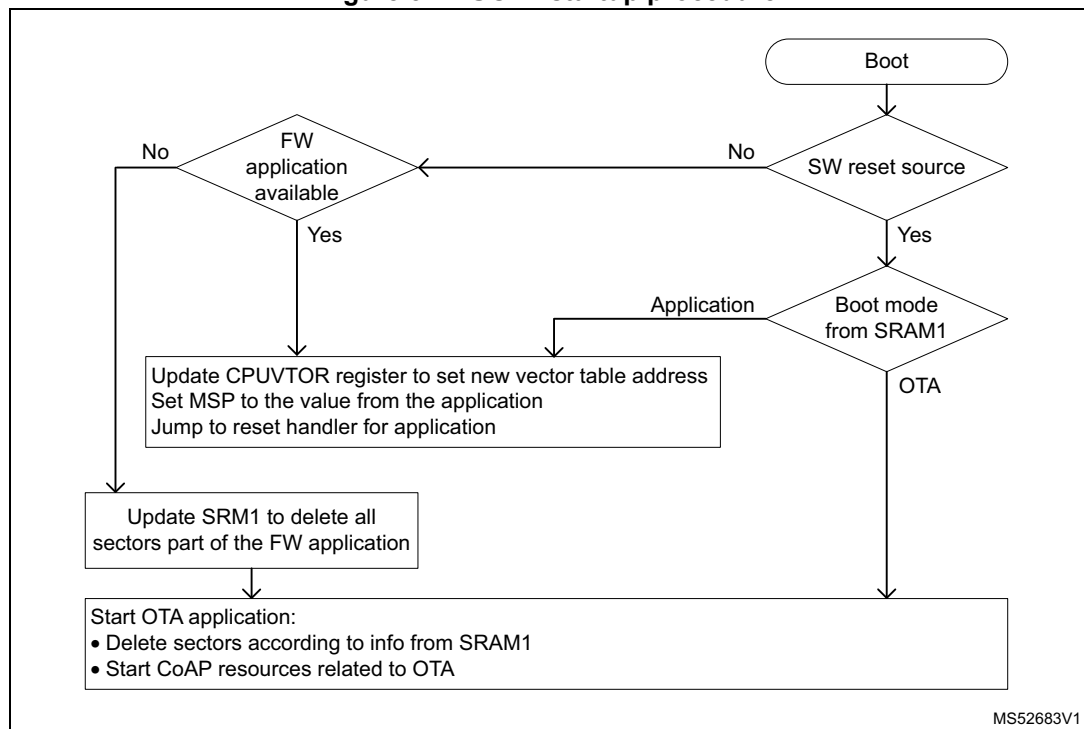 Boot
SW reset source
No
FW
application
available
No
Yes
Yes
Boot mode
from SRAM1
Application
OTA
Update CPUVTOR register to set new vector table address
Set MSP to the value from the application
Jump to reset handler for application
Update SRM1 to delete all
sectors part of the FW application
Start OTA application:
• Delete sectors according to info from SRAM1
• Start CoAP resources related to OTA
MS52683V1